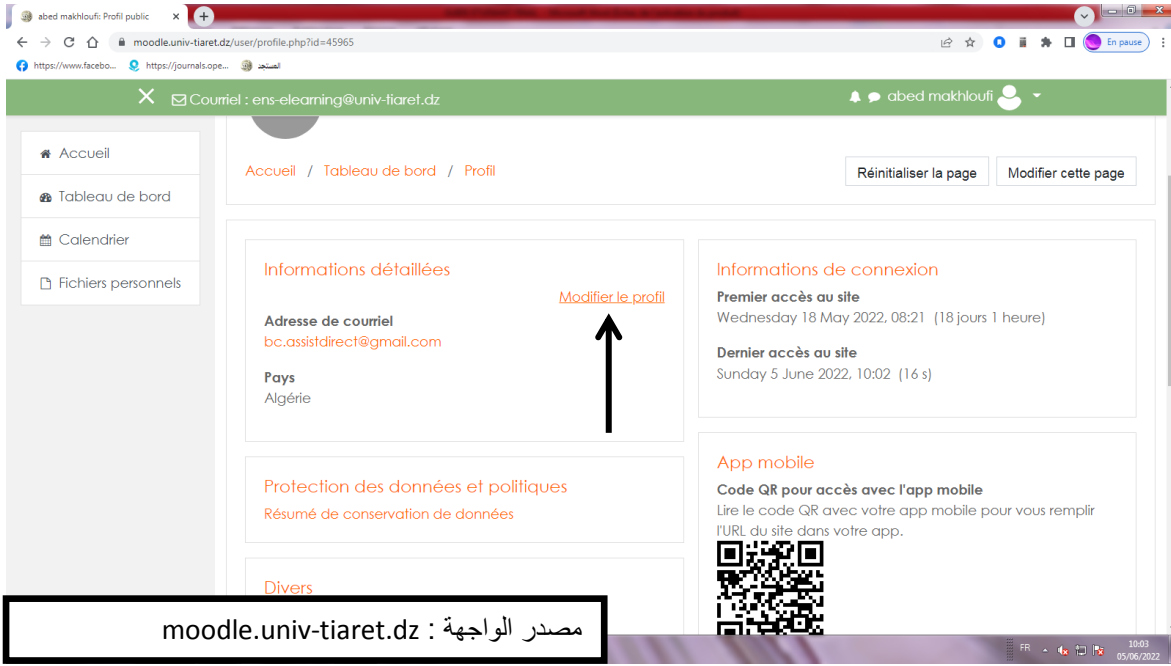 abed makhloufi: Profil public
moodle.univ-tiaret.dz/user/profile.php?id=45965
En pause
https://www.facebo...
https://journals.ope...
المستجد
Courriel : ens-elearning@univ-tiaret.dz
abed makhloufi
Accueil
Tableau de bord
Calendrier
Fichiers personnels
Accueil / Tableau de bord / Profil
Réinitialiser la page
Modifier cette page
Informations détaillées
Modifier le profil
Adresse de courriel
bc.assistdirect@gmail.com
Pays
Algérie
Protection des données et politiques
Résumé de conservation de données
Divers
Informations de connexion
Premier accès au site
Wednesday 18 May 2022, 08:21 (18 jours 1 heure)
Dernier accès au site
Sunday 5 June 2022, 10:02 (16 s)
App mobile
Code QR pour accès avec l'app mobile
Lire le code QR avec votre app mobile pour vous remplir
l'URL du site dans votre app.
مصدر الواجهة : moodle.univ-tiaret.dz
FR
10:03
05/06/2022